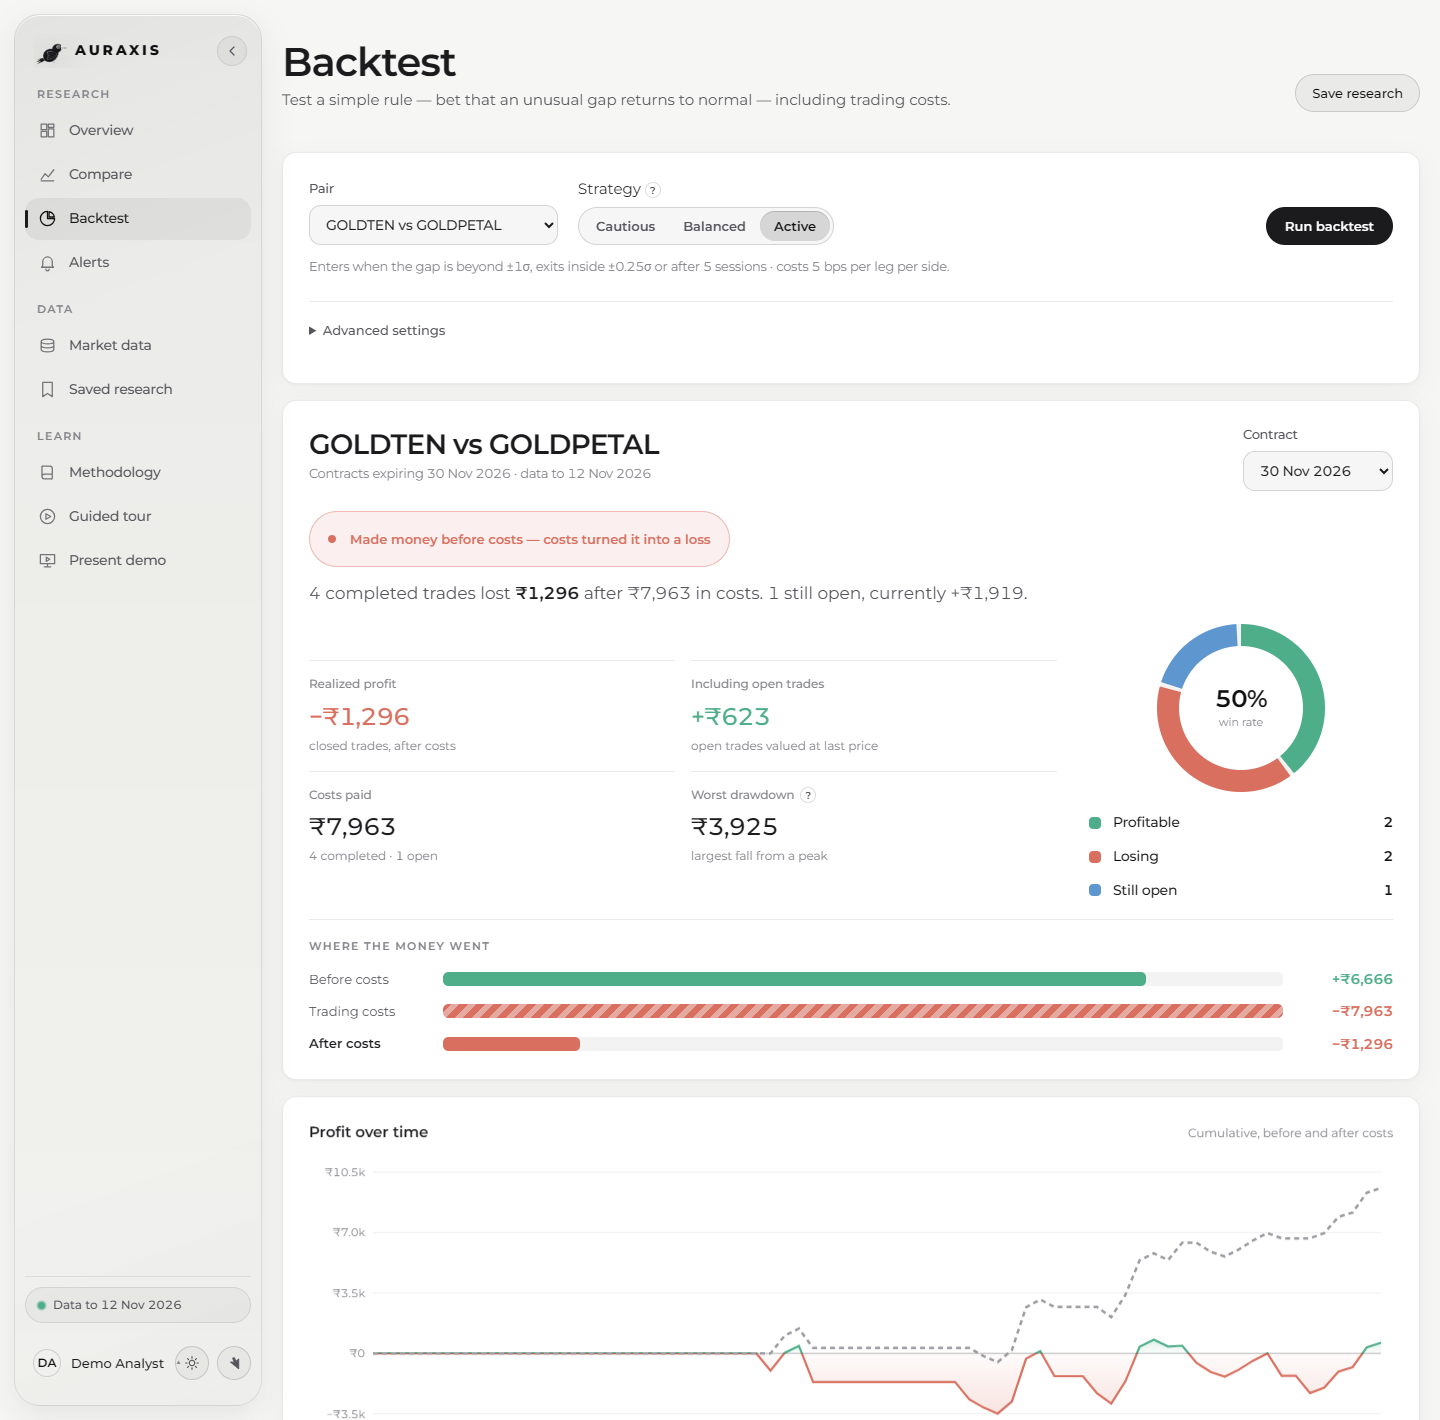 AURAXIS
RESEARCH
Overview
Compare
Backtest
Alerts
DATA
Market data
Saved research
LEARN
Methodology
Guided tour
Present demo
Data to 12 Nov 2026
DA Demo Analyst
Backtest
Test a simple rule — bet that an unusual gap returns to normal — including trading costs.
Save research
Pair
GOLDTEN vs GOLDPETAL
Strategy ?
Cautious Balanced Active
Run backtest
Enters when the gap is beyond ±1σ, exits inside ±0.25σ or after 5 sessions · costs 5 bps per leg per side.
Advanced settings
GOLDTEN vs GOLDPETAL
Contracts expiring 30 Nov 2026 · data to 12 Nov 2026
Contract
30 Nov 2026
Made money before costs — costs turned it into a loss
4 completed trades lost ₹1,296 after ₹7,963 in costs. 1 still open, currently +₹1,919.
Realized profit
−₹1,296
closed trades, after costs
Including open trades
+₹623
open trades valued at last price
Costs paid
₹7,963
4 completed · 1 open
Worst drawdown ?
₹3,925
largest fall from a peak
50%
win rate
Profitable 2
Losing 2
Still open 1
WHERE THE MONEY WENT
Before costs +₹6,666
Trading costs −₹7,963
After costs −₹1,296
Profit over time
Cumulative, before and after costs
₹10.5k
₹7.0k
₹3.5k
₹0
−₹3.5k